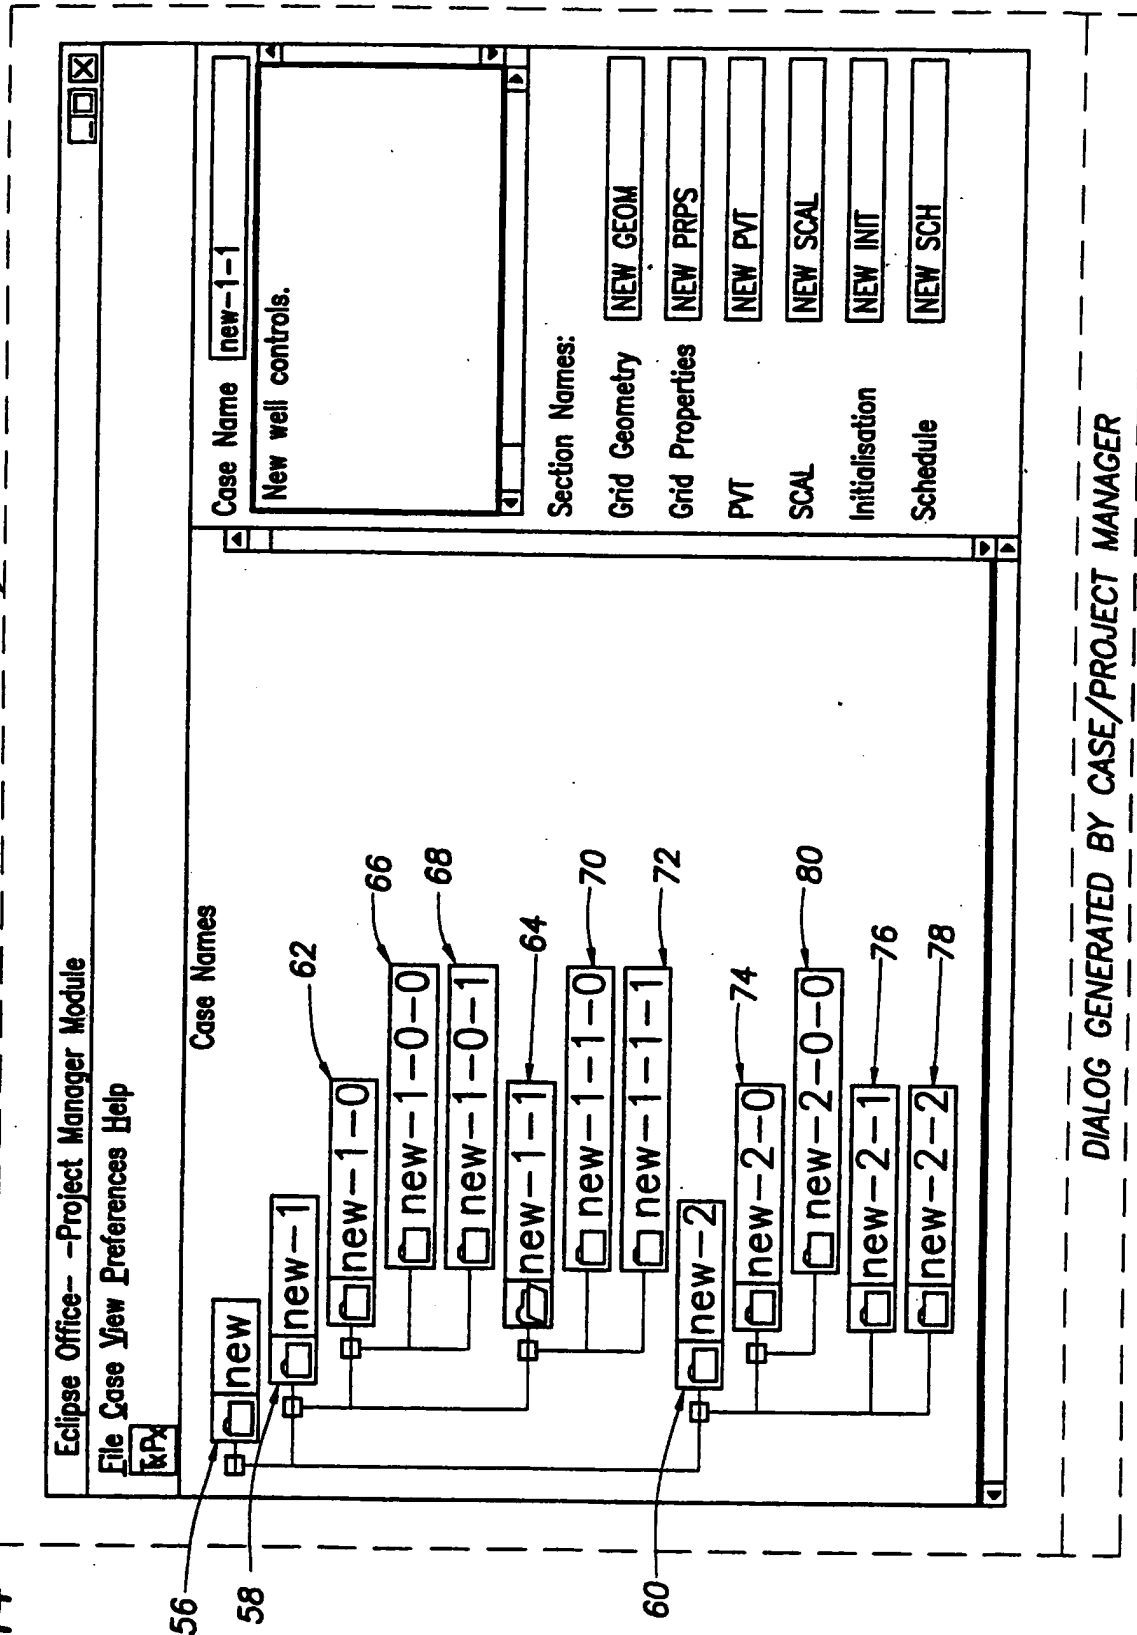 Eclipse Office- -Project Manager Module
File Case View Preferences Help
Case Names
56
new
58
new-1
62
new-1-0
66
new-1-0-0
68
new-1-0-1
64
new-1-1
70
new-1-1-0
72
new-1-1-1
60
new-2
74
new-2-0
80
new-2-0-0
76
new-2-1
78
new-2-2
Case Name new-1-1
New well controls.
Section Names:
Grid Geometry NEW GEOM
Grid Properties NEW PRPS
PVT NEW PVT
SCAL NEW SCAL
Initialisation NEW INIT
Schedule NEW SCH
DIALOG GENERATED BY CASE/PROJECT MANAGER